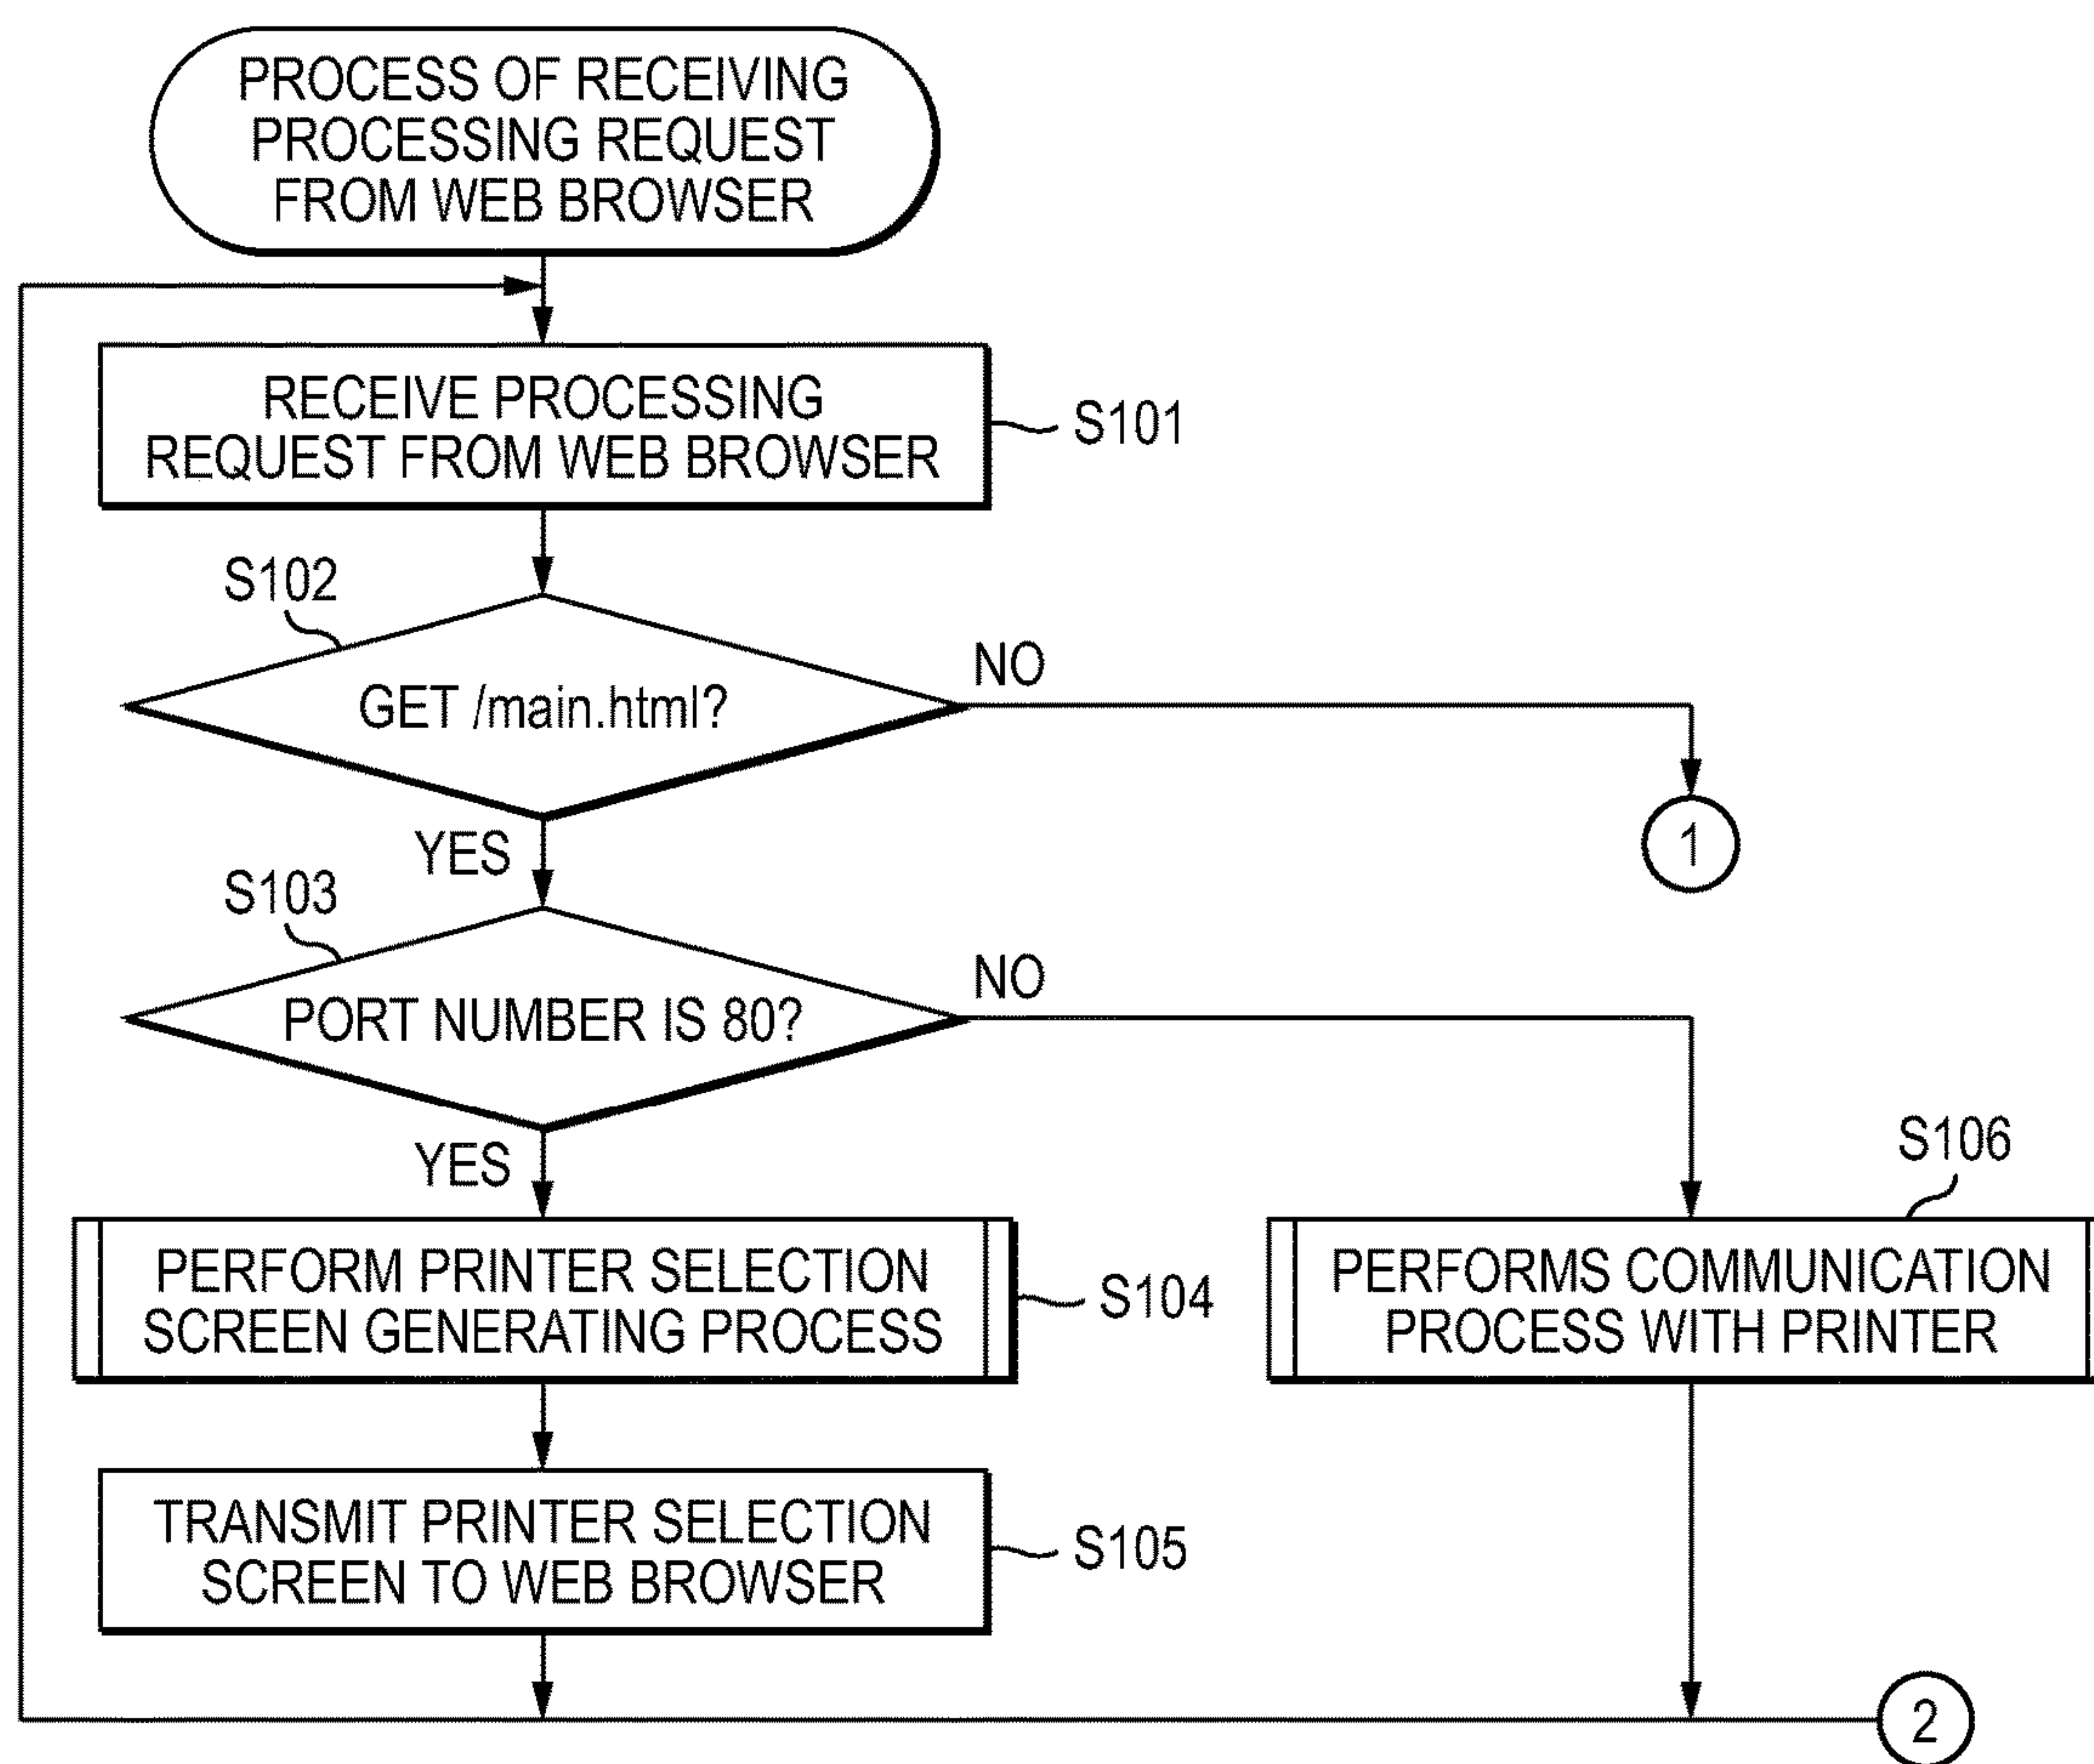 PROCESS OF RECEIVING
PROCESSING REQUEST
FROM WEB BROWSER
RECEIVE PROCESSING
REQUEST FROM WEB BROWSER
S101
S102
GET /main.html?
NO
1
YES
S103
PORT NUMBER IS 80?
NO
YES
S106
PERFORM PRINTER SELECTION
SCREEN GENERATING PROCESS
S104
PERFORMS COMMUNICATION
PROCESS WITH PRINTER
TRANSMIT PRINTER SELECTION
SCREEN TO WEB BROWSER
S105
2